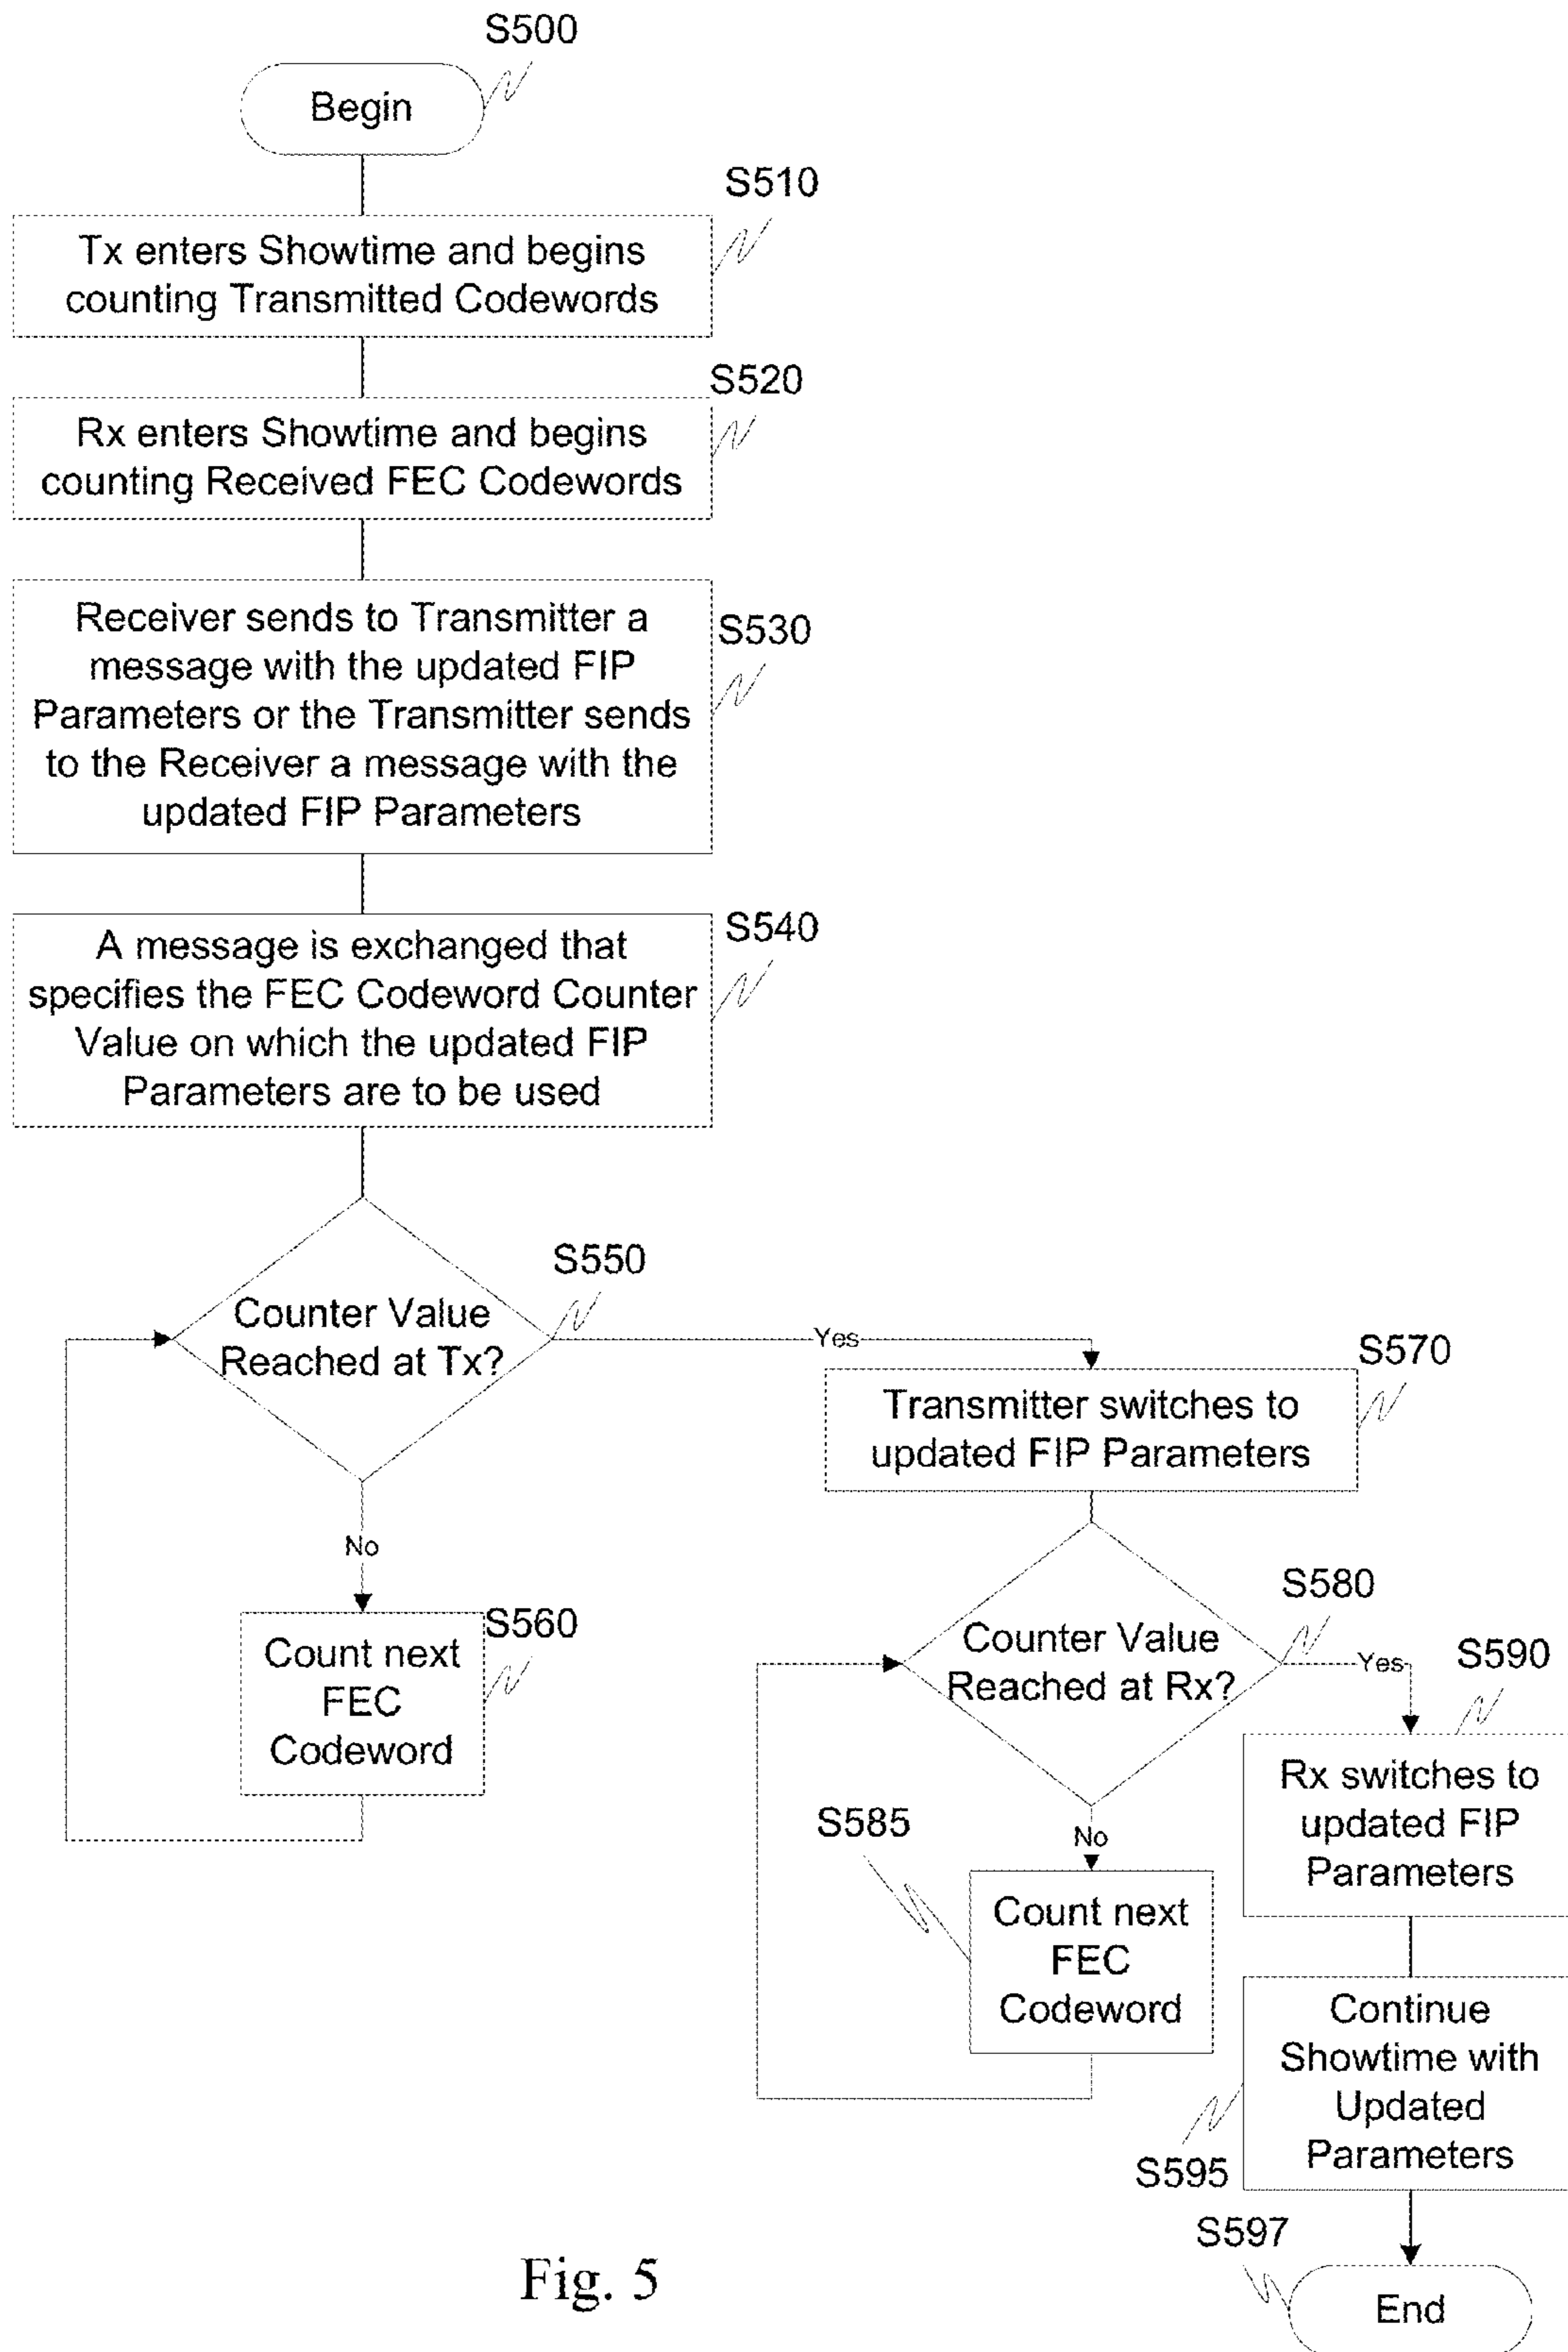 S500
Begin
S510
Tx enters Showtime and begins
counting Transmitted Codewords
S520
Rx enters Showtime and begins
counting Received FEC Codewords
S530
Receiver sends to Transmitter a
message with the updated FIP
Parameters or the Transmitter sends
to the Receiver a message with the
updated FIP Parameters
S540
A message is exchanged that
specifies the FEC Codeword Counter
Value on which the updated FIP
Parameters are to be used
S550
Counter Value
Reached at Tx?
Yes
No
S560
Count next
FEC
Codeword
S570
Transmitter switches to
updated FIP Parameters
S580
Counter Value
Reached at Rx?
Yes
No
S585
Count next
FEC
Codeword
S590
Rx switches to
updated FIP
Parameters
S595
Continue
Showtime with
Updated
Parameters
S597
End
Fig. 5